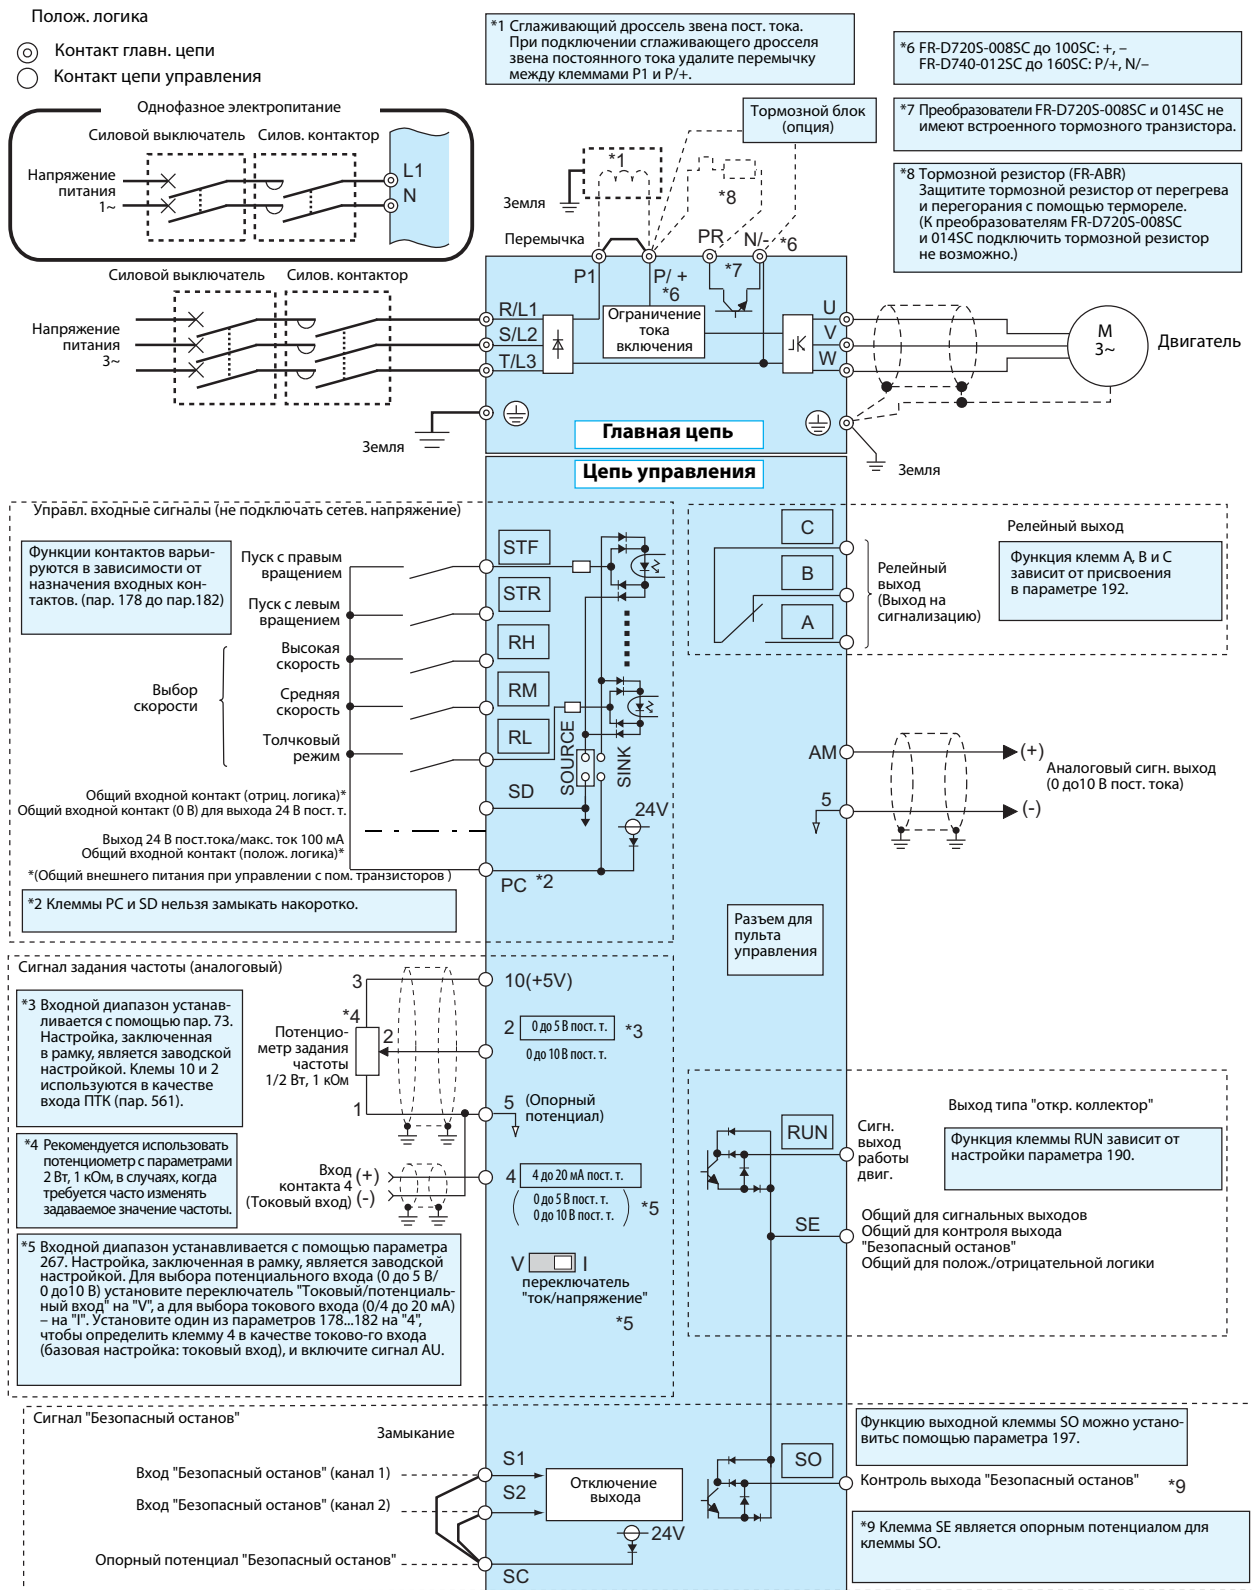 Полож. логика
Контакт главн. цепи
Контакт цепи управления
*1 Сглаживающий дроссель звена пост. тока.
При подключении сглаживающего дросселя
звена постоянного тока удалите перемычку
между клеммами P1 и P/+.
*6 FR-D720S-008SC до 100SC: +, –
FR-D740-012SC до 160SC: P/+, N/–
*7 Преобразователи FR-D720S-008SC и 014SC не
имеют встроенного тормозного транзистора.
*8 Тормозной резистор (FR-ABR)
Защитите тормозной резистор от перегрева
и перегорания с помощью термореле.
(К преобразователям FR-D720S-008SC
и 014SC подключить тормозной резистор
не возможно.)
Однофазное электропитание
Силовой выключатель
Силов. контактор
Напряжение
питания
1~
L1
N
Тормозной блок
(опция)
*1
*8
Земля
Перемычка
PR
N/-
*6
P1
P/ +
*6
*7
Силовой выключатель
Силов. контактор
Напряжение
питания
3~
R/L1
S/L2
T/L3
Ограничение
тока
включения
U
V
W
M
3~
Двигатель
Земля
Главная цепь
Земля
Цепь управления
Управл. входные сигналы (не подключать сетев. напряжение)
Функции контактов варьи-
руются в зависимости от
назначения входных кон-
тактов. (пар. 178 до пар.182)
Пуск с правым
вращением
STF
Пуск с левым
вращением
STR
Высокая
скорость
RH
Выбор
скорости
Средняя
скорость
RM
Толчковый
режим
RL
SOURCE
SINK
Общий входной контакт (отриц. логика)*
Общий входной контакт (0 В) для выхода 24 В пост. т.
SD
24V
Выход 24 В пост.тока/макс. ток 100 мА
Общий входной контакт (полож. логика)*
*(Общий внешнего питания при управлении с пом. транзисторов )
PC
*2
*2 Клеммы PC и SD нельзя замыкать накоротко.
C
B
A
Релейный
выход
(Выход на
сигнализацию)
Релейный выход
Функция клемм A, B и C
зависит от присвоения
в параметре 192.
AM
(+)
Аналоговый сигн. выход
(0 до10 В пост. тока)
5
(-)
Разъем для
пульта
управления
Сигнал задания частоты (аналоговый)
*3 Входной диапазон устанав-
ливается с помощью пар. 73.
Настройка, заключенная
в рамку, является заводской
настройкой. Клемы 10 и 2
используются в качестве
входа ПТК (пар. 561).
3
*4
2
1
Потенцио-
метр задания
частоты
1/2 Вт, 1 кОм
10(+5V)
2
0 до 5 В пост. т.
*3
0 до 10 В пост. т.
5
(Опорный
потенциал)
*4 Рекомендуется использовать
потенциометр с параметрами
2 Вт, 1 кОм, в случаях, когда
требуется часто изменять
задаваемое значение частоты.
Вход
контакта 4
(Токовый вход)
(+)
(-)
4
4 до 20 мА пост. т.
0 до 5 В пост. т.
0 до 10 В пост. т.
*5
*5 Входной диапазон устанавливается с помощью параметра
267. Настройка, заключенная в рамку, является заводской
настройкой. Для выбора потенциального входа (0 до 5 В/
0 до10 В) установите переключатель "Токовый/потенциаль-
ный вход" на "V", а для выбора токового входа (0/4 до 20 мА)
– на "I". Установите один из параметров 178...182 на "4",
чтобы определить клемму 4 в качестве токово-го входа
(базовая настройка: токовый вход), и включите сигнал AU.
V
I
переключатель
"ток/напряжение"
*5
RUN
Сигн.
выход
работы
двиг.
Выход типа "откр. коллектор"
Функция клеммы RUN зависит от
настройки параметра 190.
SE
Общий для сигнальных выходов
Общий для контроля выхода
"Безопасный останов"
Общий для полож./отрицательной логики
Сигнал "Безопасный останов"
Замыкание
Вход "Безопасный останов" (канал 1)
S1
Вход "Безопасный останов" (канал 2)
S2
Отключение
выхода
24V
Опорный потенциал "Безопасный останов"
SC
SO
Функцию выходной клеммы SO можно устано-
витьс помощью параметра 197.
Контроль выхода "Безопасный останов"
*9
*9 Клемма SE является опорным потенциалом для
клеммы SO.